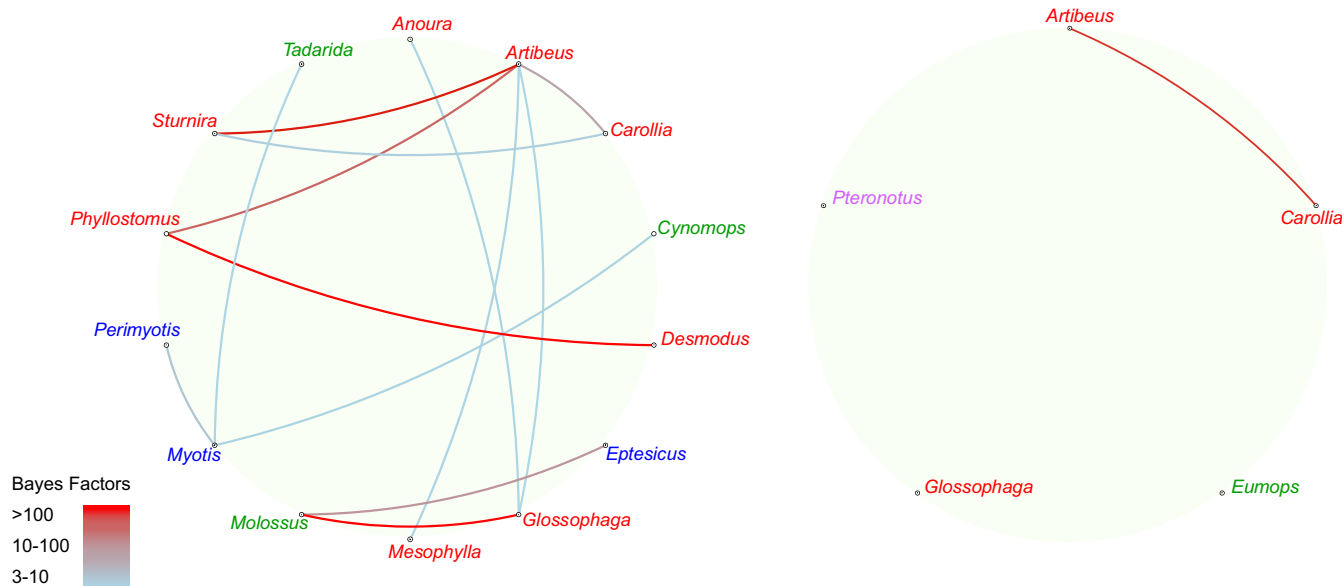 Anoura
Tadarida
Artibeus
Sturnira
Carollia
Phyllostomus
Cynomops
Perimyotis
Desmodus
Myotis
Eptesicus
Molossus
Glossophaga
Mesophylla
Bayes Factors
>100
10-100
3-10
Artibeus
Pteronotus
Carollia
Glossophaga
Eumops